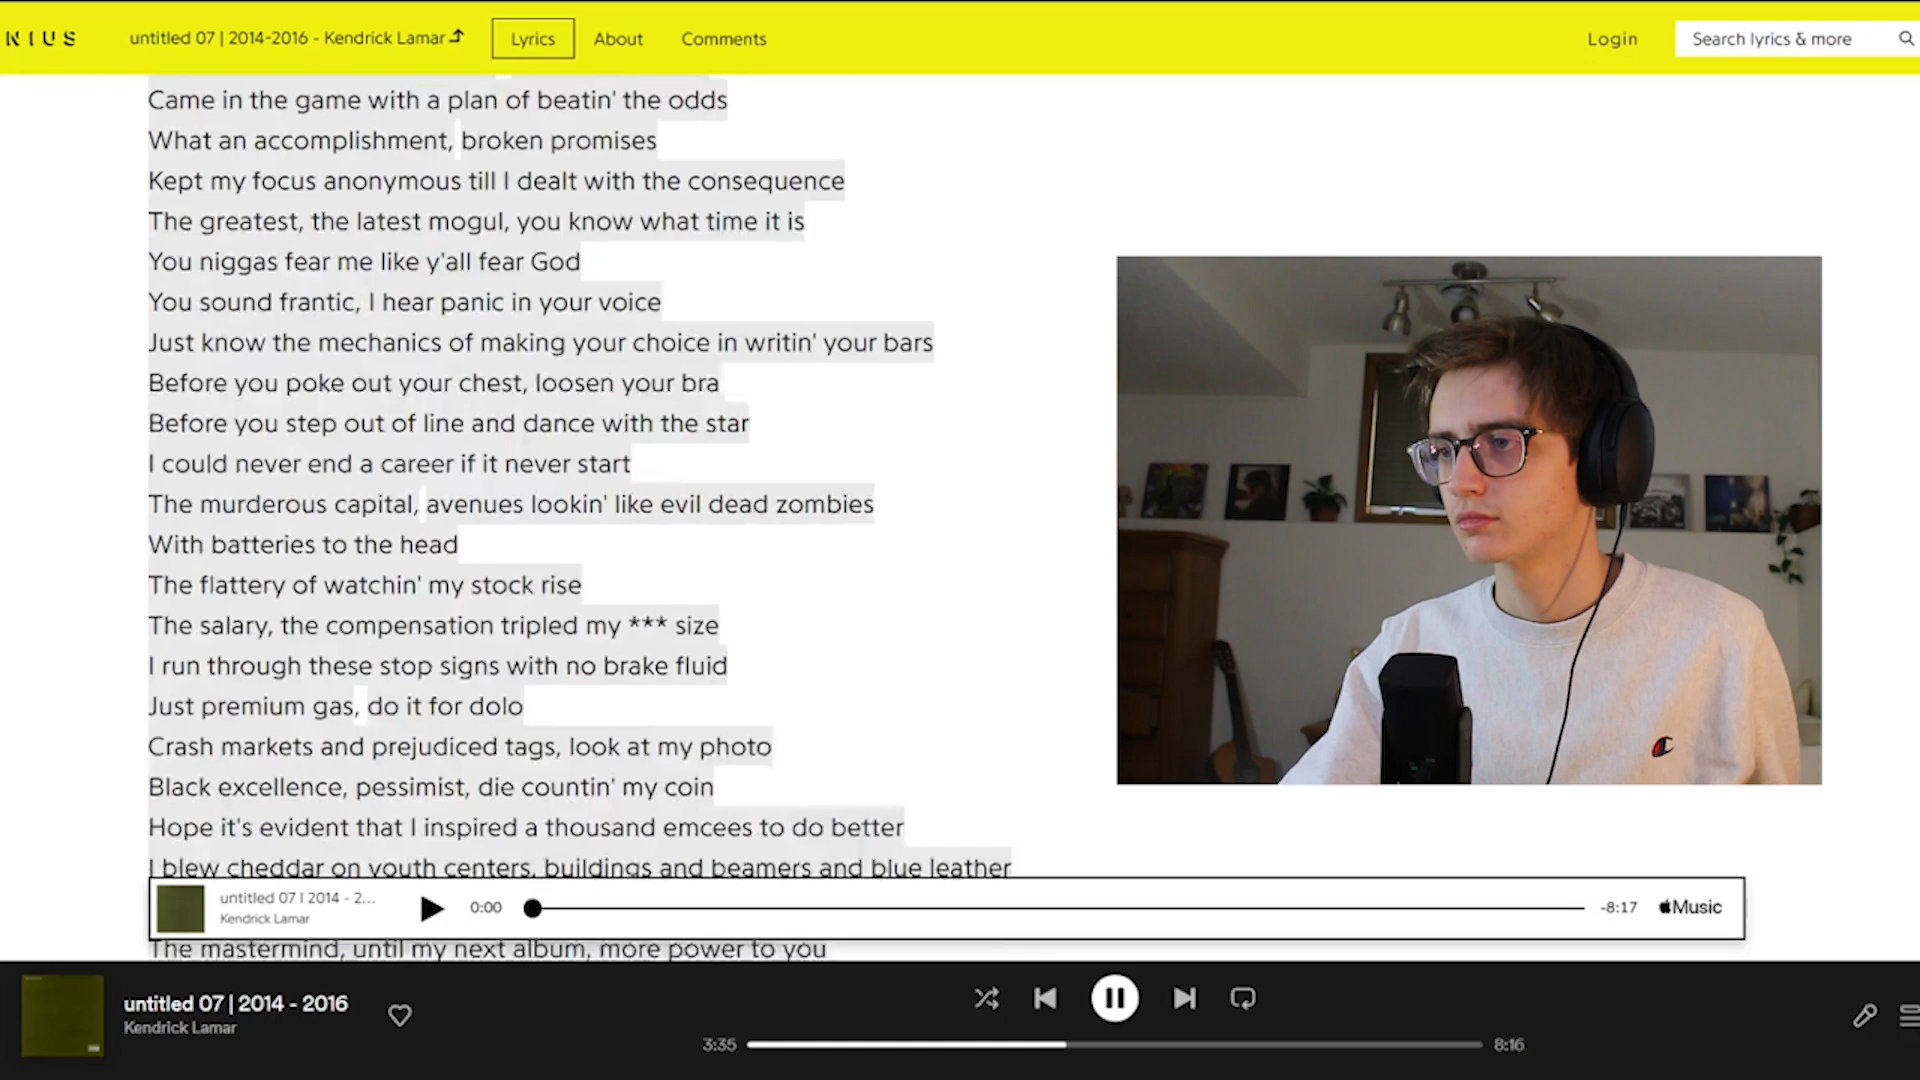 NIUS
untitled 07 | 2014-2016 - Kendrick Lamar
Lyrics
About
Comments
Login
Search lyrics & more
Came in the game with a plan of beatin' the odds
What an accomplishment, broken promises
Kept my focus anonymous till I dealt with the consequence
The greatest, the latest mogul, you know what time it is
You niggas fear me like y'all fear God
You sound frantic, I hear panic in your voice
Just know the mechanics of making your choice in writin' your bars
Before you poke out your chest, loosen your bra
Before you step out of line and dance with the star
I could never end a career if it never start
The murderous capital, avenues lookin' like evil dead zombies
With batteries to the head
The flattery of watchin' my stock rise
The salary, the compensation tripled my *** size
I run through these stop signs with no brake fluid
Just premium gas, do it for dolo
Crash markets and prejudiced tags, look at my photo
Black excellence, pessimist, die countin' my coin
Hope it's evident that I inspired a thousand emcees to do better
I blew cheddar on youth centers, buildings and beamers and blue leather
untitled 07 | 2014 - 2...
Kendrick Lamar
0:00
-8:17
Music
The mastermind, until my next album, more power to you
untitled 07 | 2014 - 2016
Kendrick Lamar
3:35
8:16